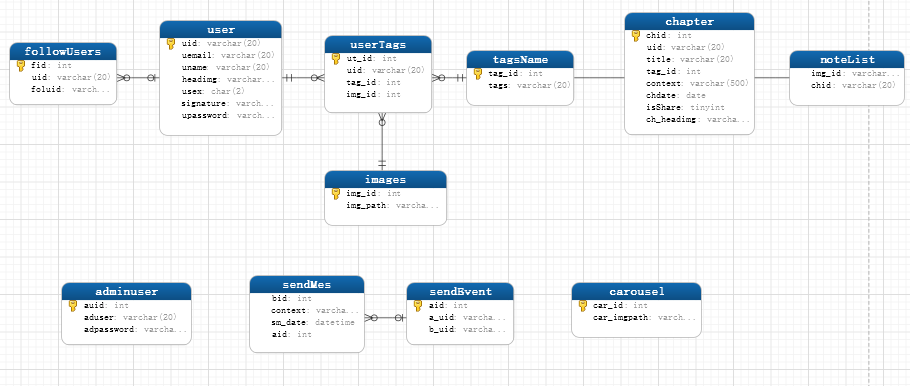 followUsers
fid: int
uid: varchar(20)
foluid: varch...
user
uid: varchar(20)
uemail: varchar(20)
uname: varchar(20)
headimg: varchar...
usex: char(2)
signature: varch...
upassword: varch...
userTags
ut_id: int
uid: varchar(20)
tag_id: int
img_id: int
tagsName
tag_id: int
tags: varchar(20)
chapter
chid: int
uid: varchar(20)
title: varchar(20)
tag_id: int
context: varchar(500)
chdate: date
isShare: tinyint
ch_headimg: varcha...
noteList
img_id: varchar...
chid: varchar(20)
images
img_id: int
img_path: varcha...
adminuser
auid: int
aduser: varchar(20)
adpassword: varchar...
sendMes
bid: int
context: varchar...
sm_date: datetime
aid: int
sendEvent
aid: int
a_uid: varcha...
b_uid: varcha...
carousel
car_id: int
car_imgpath: varch...